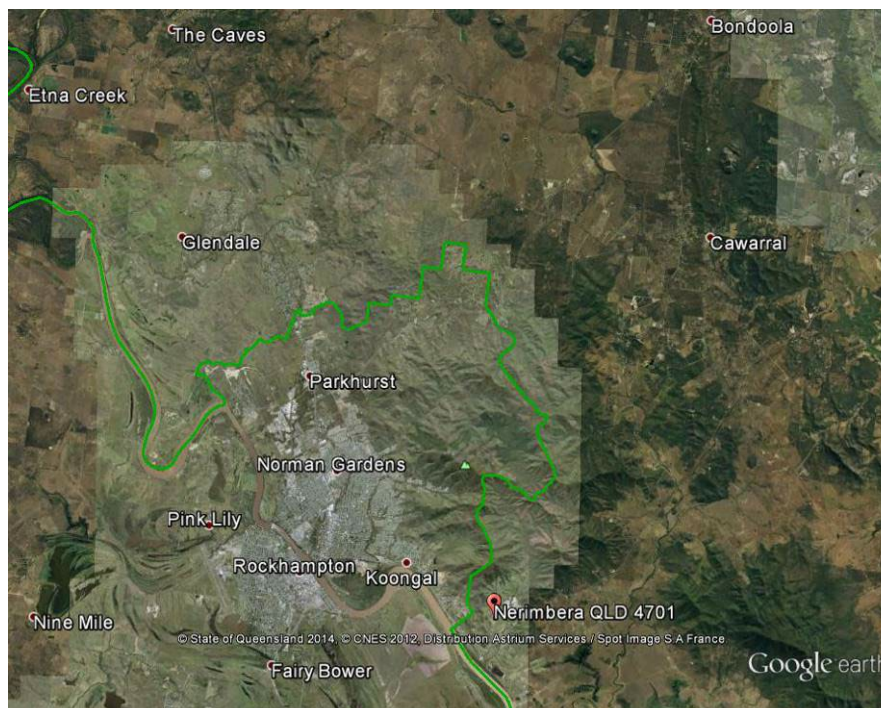 The Caves
Bondoola
Etna Creek
Glendale
Cawarral
Parkhurst
Norman Gardens
Pink Lily
Rockhampton
Koongal
Nerimbera QLD 4701
Nine Mile
© State of Queensland 2014, © CNES 2012, Distribution Astrium Services / Spot Image S.A France
Fairy Bower
Google earth